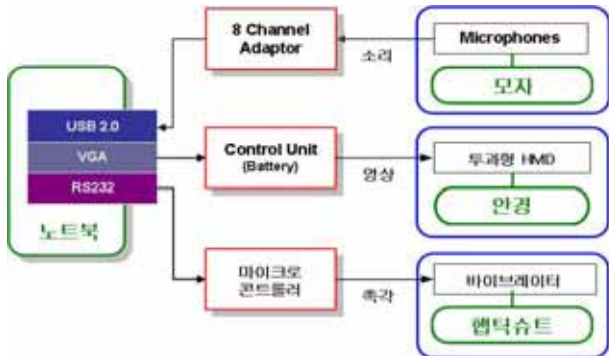 8 Channel
Adaptor
소리
Microphones
모자
USB 2.0
VGA
RS232
노트북
Control Unit
(Battery)
영상
투과형 HMD
안경
마이크로
콘트롤러
촉각
바이브레이터
햅틱슈트